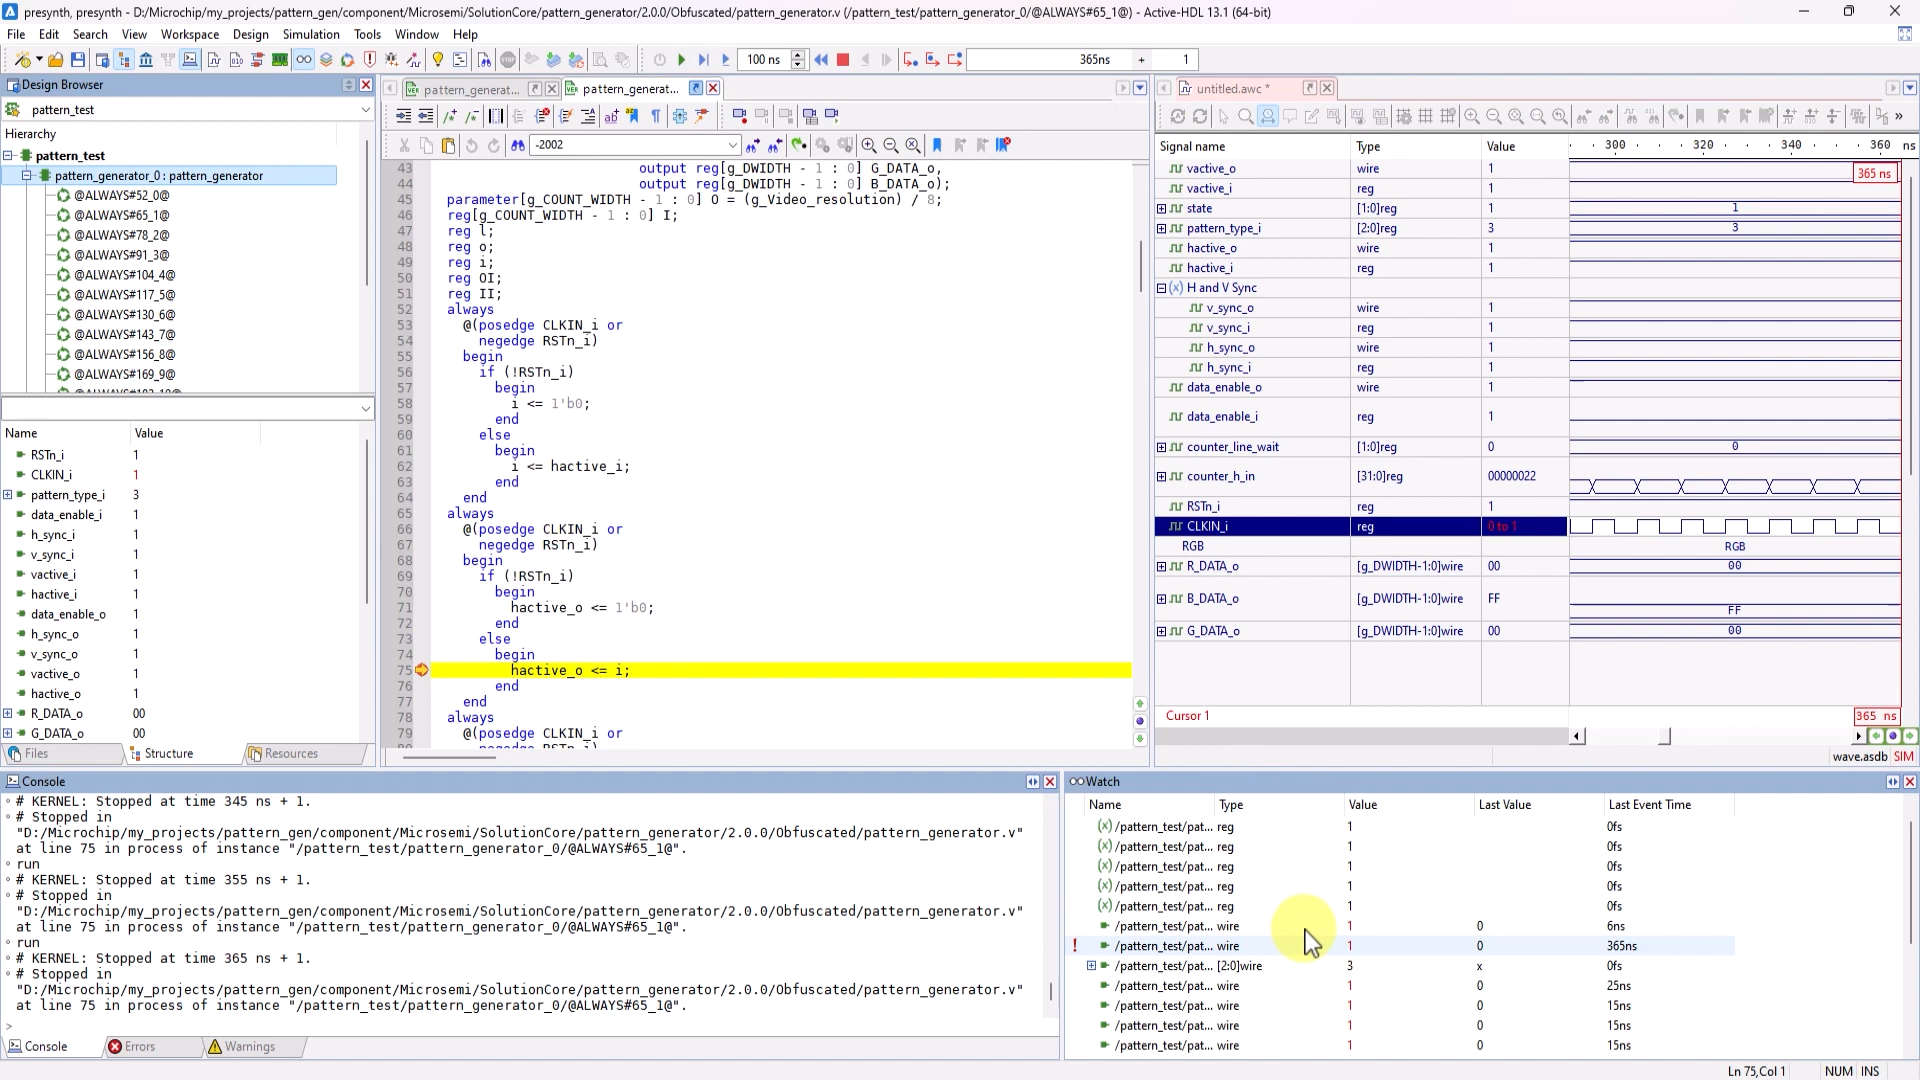 presynth, presynth - D:/Microchip/my_projects/pattern_gen/component/Microsemi/SolutionCore/pattern_generator/2.0.0/Obfuscated/pattern_generator.v (/pattern_test/pattern_generator_0/@ALWAYS#65_1@) - Active-HDL 13.1 (64-bit)
File Edit Search View Workspace Design Simulation Tools Window Help
100 ns 365ns + 1
Design Browser
pattern_test
Hierarchy
pattern_test
pattern_generator_0 : pattern_generator
@ALWAYS#52_0@
@ALWAYS#65_1@
@ALWAYS#78_2@
@ALWAYS#91_3@
@ALWAYS#104_4@
@ALWAYS#117_5@
@ALWAYS#130_6@
@ALWAYS#143_7@
@ALWAYS#156_8@
@ALWAYS#169_9@
Name Value
RSTn_i 1
CLKIN_i 1
pattern_type_i 3
data_enable_i 1
h_sync_i 1
v_sync_i 1
vactive_i 1
hactive_i 1
data_enable_o 1
h_sync_o 1
v_sync_o 1
vactive_o 1
hactive_o 1
R_DATA_o 00
G_DATA_o 00
Files Structure Resources
pattern_generat... pattern_generat...
-2002
43 output reg[g_DWIDTH - 1 : 0] G_DATA_o,
44 output reg[g_DWIDTH - 1 : 0] B_DATA_o);
45 parameter[g_COUNT_WIDTH - 1 : 0] O = (g_Video_resolution) / 8;
46 reg[g_COUNT_WIDTH - 1 : 0] I;
47 reg l;
48 reg o;
49 reg i;
50 reg OI;
51 reg II;
52 always
53 @(posedge CLKIN_i or
54 negedge RSTn_i)
55 begin
56 if (!RSTn_i)
57 begin
58 i <= 1'b0;
59 end
60 else
61 begin
62 i <= hactive_i;
63 end
64 end
65 always
66 @(posedge CLKIN_i or
67 negedge RSTn_i)
68 begin
69 if (!RSTn_i)
70 begin
71 hactive_o <= 1'b0;
72 end
73 else
74 begin
75 hactive_o <= i;
76 end
77 end
78 always
79 @(posedge CLKIN_i or
untitled.awc *
Signal name Type Value 300 320 340 360 ns
vactive_o wire 1 365 ns
vactive_i reg 1
state [1:0]reg 1 1
pattern_type_i [2:0]reg 3 3
hactive_o wire 1
hactive_i reg 1
H and V Sync
v_sync_o wire 1
v_sync_i reg 1
h_sync_o wire 1
h_sync_i reg 1
data_enable_o wire 1
data_enable_i reg 1
counter_line_wait [1:0]reg 0 0
counter_h_in [31:0]reg 00000022
RSTn_i reg 1
CLKIN_i reg 0 to 1
RGB RGB
R_DATA_o [g_DWIDTH-1:0]wire 00 00
B_DATA_o [g_DWIDTH-1:0]wire FF FF
G_DATA_o [g_DWIDTH-1:0]wire 00 00
Cursor 1 365 ns
wave.asdb SIM
Console
# KERNEL: Stopped at time 345 ns + 1.
# Stopped in
"D:/Microchip/my_projects/pattern_gen/component/Microsemi/SolutionCore/pattern_generator/2.0.0/Obfuscated/pattern_generator.v"
at line 75 in process of instance "/pattern_test/pattern_generator_0/@ALWAYS#65_1@".
run
# KERNEL: Stopped at time 355 ns + 1.
# Stopped in
"D:/Microchip/my_projects/pattern_gen/component/Microsemi/SolutionCore/pattern_generator/2.0.0/Obfuscated/pattern_generator.v"
at line 75 in process of instance "/pattern_test/pattern_generator_0/@ALWAYS#65_1@".
run
# KERNEL: Stopped at time 365 ns + 1.
# Stopped in
"D:/Microchip/my_projects/pattern_gen/component/Microsemi/SolutionCore/pattern_generator/2.0.0/Obfuscated/pattern_generator.v"
at line 75 in process of instance "/pattern_test/pattern_generator_0/@ALWAYS#65_1@".
>
Console Errors Warnings
Watch
Name Type Value Last Value Last Event Time
/pattern_test/pat... reg 1 0fs
/pattern_test/pat... reg 1 0fs
/pattern_test/pat... reg 1 0fs
/pattern_test/pat... reg 1 0fs
/pattern_test/pat... reg 1 0fs
/pattern_test/pat... wire 1 0 6ns
! /pattern_test/pat... wire 1 0 365ns
/pattern_test/pat... [2:0]wire 3 x 0fs
/pattern_test/pat... wire 1 0 25ns
/pattern_test/pat... wire 1 0 15ns
/pattern_test/pat... wire 1 0 15ns
/pattern_test/pat... wire 1 0 15ns
Ln 75,Col 1 NUM INS